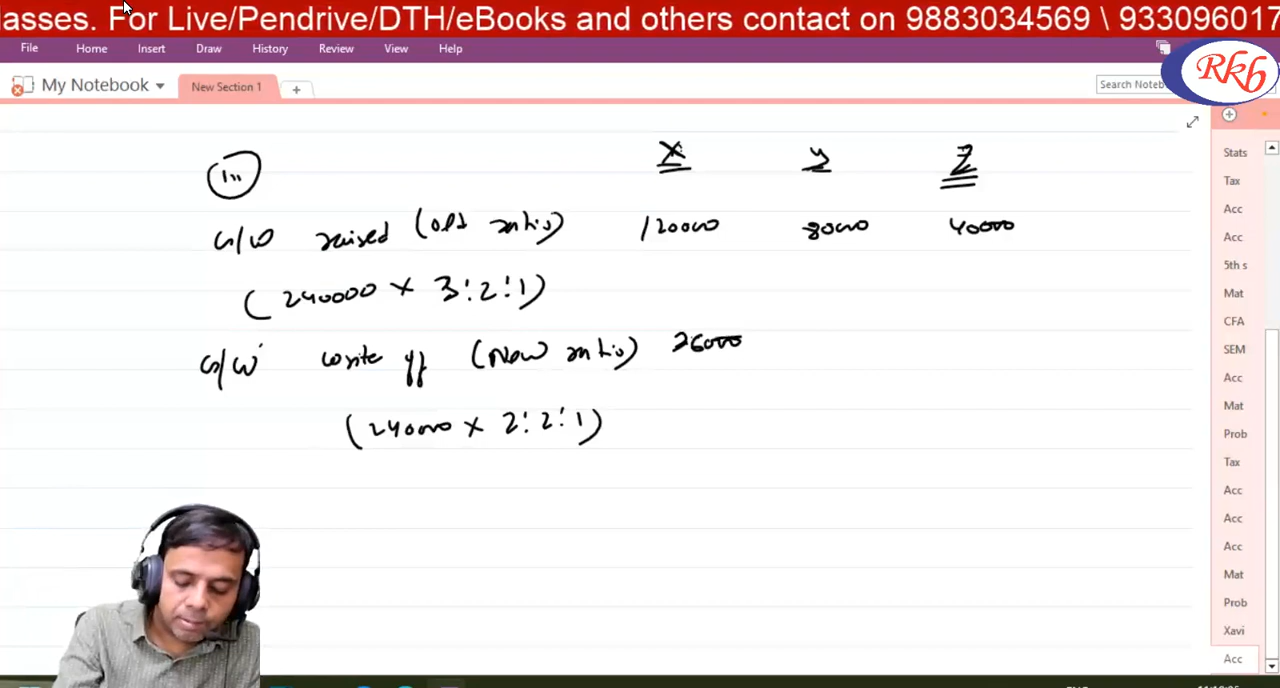 lasses. For Live/Pendrive/DTH/eBooks and others contact on 9883034569 \ 933096017
File Home Insert Draw History Review View Help
Rkb
My Notebook
New Section 1
+
Search Noteb
X Y Z
G/W raised (old ratio) 120000 80000 40000
(240000 x 3:2:1)
G/W write off (New ratio)
(240000 x 2:2:1)
Stats
Tax
Acc
Acc
5th s
Mat
CFA
SEM
Acc
Mat
Prob
Tax
Acc
Acc
Acc
Mat
Prob
Xavi
Acc